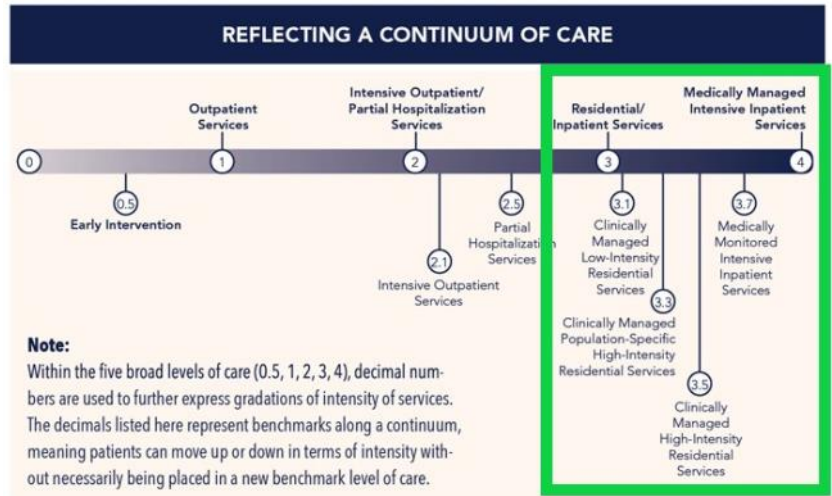 REFLECTING A CONTINUUM OF CARE
Outpatient
Services
Intensive Outpatient/
Partial Hospitalization
Services
Residential/
Inpatient Services
Medically Managed
Intensive Inpatient
Services
0
1
2
3
4
0.5
Early Intervention
2.1
Intensive Outpatient
Services
2.5
Partial
Hospitalization
Services
3.1
Clinically
Managed
Low-Intensity
Residential
Services
3.3
Clinically Managed
Population-Specific
High-Intensity
Residential Services
3.5
Clinically
Managed
High-Intensity
Residential
Services
3.7
Medically
Monitored
Intensive
Inpatient
Services
Note:
Within the five broad levels of care (0.5, 1, 2, 3, 4), decimal num-
bers are used to further express gradations of intensity of services.
The decimals listed here represent benchmarks along a continuum,
meaning patients can move up or down in terms of intensity with-
out necessarily being placed in a new benchmark level of care.